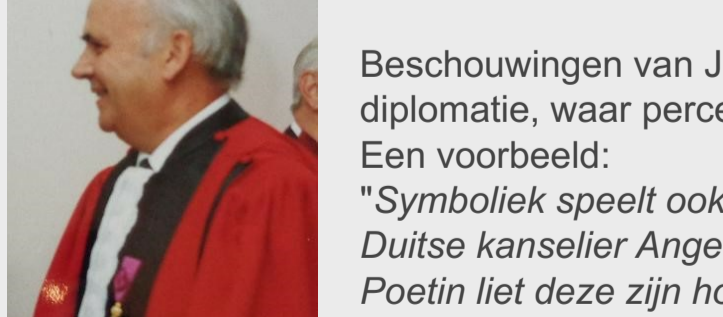 Beschouwingen van J
diplomatie, waar perce
Een voorbeeld:
"Symboliek speelt ook
Duitse kanselier Ange
Poetin liet deze zijn ho